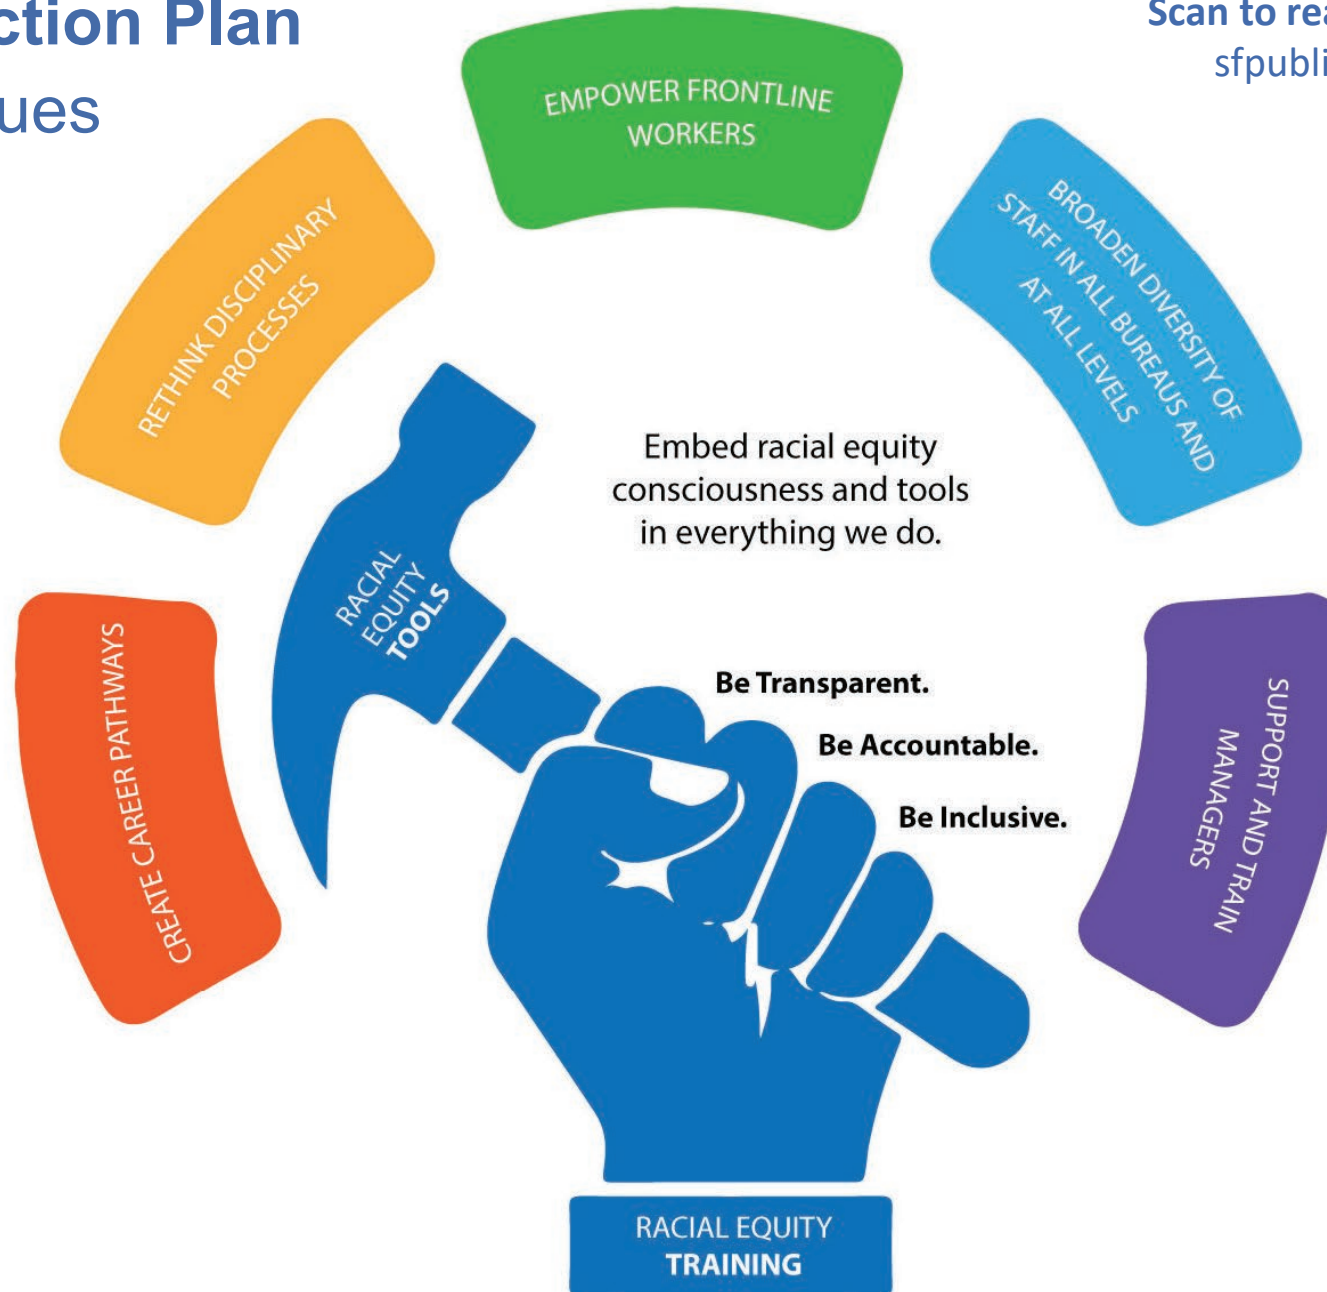 ction Plan
ues
Scan to rea
sfpubli
EMPOWER FRONTLINE
WORKERS
RETHINK DISCIPLINARY
PROCESSES
BROADEN DIVERSITY OF
STAFF IN ALL BUREAUS AND
AT ALL LEVELS
CREATE CAREER PATHWAYS
SUPPORT AND TRAIN
MANAGERS
Embed racial equity
consciousness and tools
in everything we do.
RACIAL
EQUITY
TOOLS
Be Transparent.
Be Accountable.
Be Inclusive.
RACIAL EQUITY
TRAINING